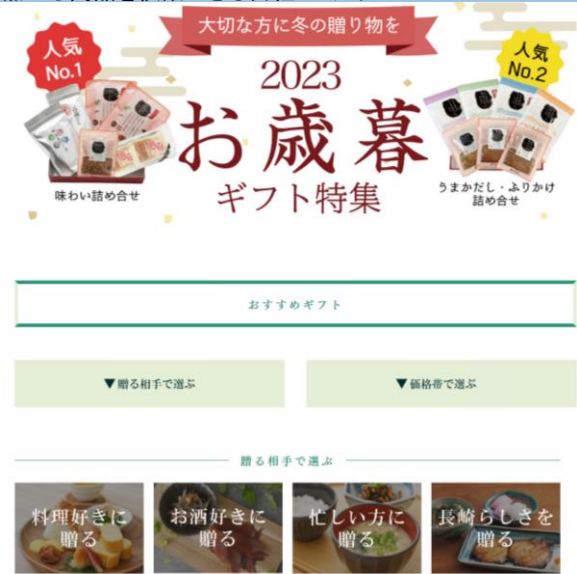 大切な方に冬の贈り物を
人気
No.1
人気
No.2
2023
お歳暮
ギフト特集
味わい詰め合せ
うまかだし・ふりかけ
詰め合せ
おすすめギフト
▼贈る相手で選ぶ
▼価格帯で選ぶ
贈る相手で選ぶ
料理好きに
贈る
お酒好きに
贈る
忙しい方に
贈る
長崎らしさを
贈る